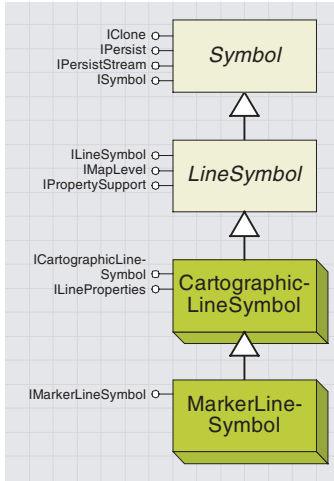 IClone
IPersist
IPersistStream
ISymbol
Symbol
ILineSymbol
IMapLevel
IPropertySupport
LineSymbol
ICartographicLine-
Symbol
ILineProperties
Cartographic-
LineSymbol
IMarkerLineSymbol
MarkerLine-
Symbol